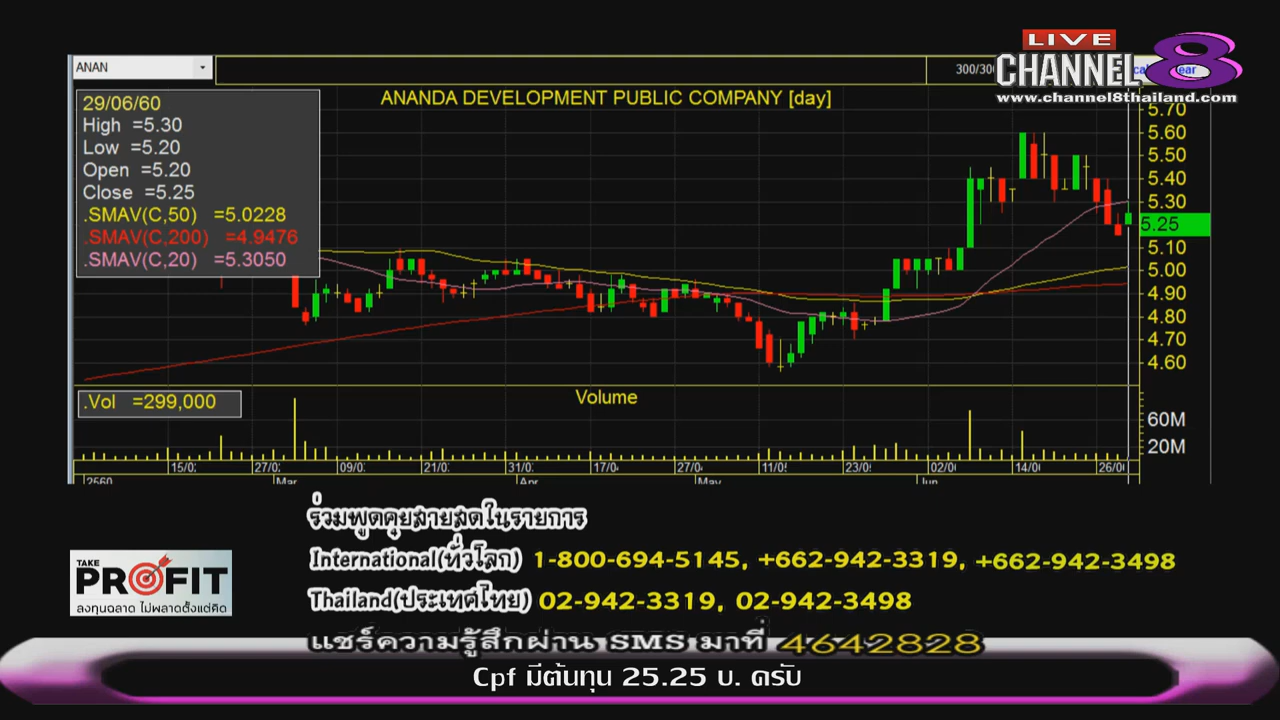 LIVE
CHANNEL 8
www.channel8thailand.com
ANAN
300/300
ANANDA DEVELOPMENT PUBLIC COMPANY [day]
29/06/60
High =5.30
Low =5.20
Open =5.20
Close =5.25
.SMAV(C,50) =5.0228
.SMAV(C,200) =4.9476
.SMAV(C,20) =5.3050
5.70
5.60
5.50
5.40
5.30
5.25
5.10
5.00
4.90
4.80
4.70
4.60
.Vol =299,000
Volume
60M
20M
15/0 27/0 09/0 21/0 31/0 17/0 27/0 11/0 23/0 02/0 14/0 26/0
2560 Mar Apr May Jun
ร่วมพูดคุยสายสดในรายการ
International(ทั่วโลก) 1-800-694-5145, +662-942-3319, +662-942-3498
Thailand(ประเทศไทย) 02-942-3319, 02-942-3498
TAKE
PROFIT
ลงทุนฉลาด ไม่พลาดตั้งแต่คิด
แชร์ความรู้สึกผ่าน SMS มาที่ 4642828
Cpf มีต้นทุน 25.25 บ. ครับ